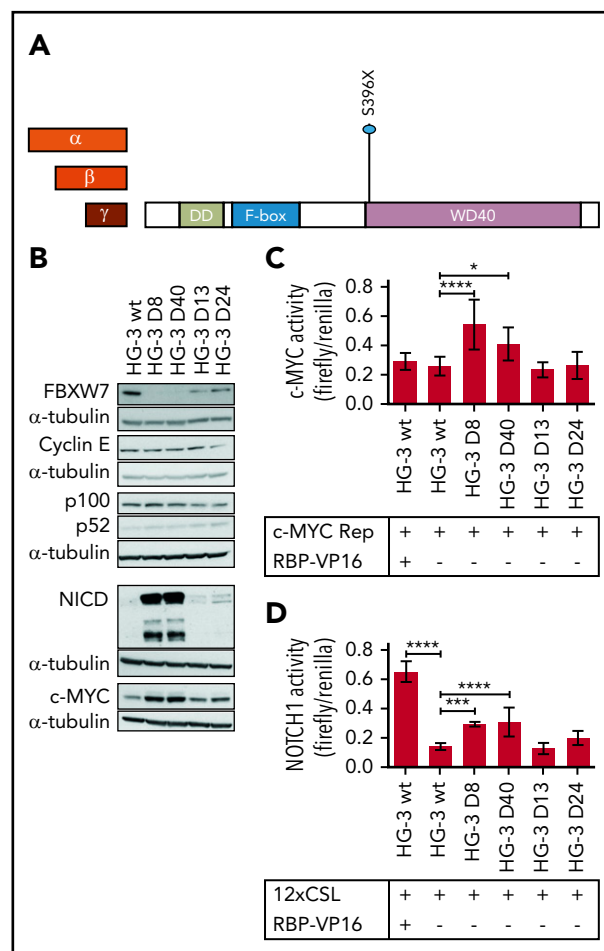 A
S396X
α
β
γ
DD
F-box
WD40
B
HG-3 wt
HG-3 D8
HG-3 D40
HG-3 D13
HG-3 D24
FBXW7
α-tubulin
Cyclin E
α-tubulin
p100
p52
α-tubulin
NICD
α-tubulin
c-MYC
α-tubulin
C
c-MYC activity
(firefly/renilla)
0.8
0.6
0.4
0.2
0
*
****
HG-3 wt
HG-3 wt
HG-3 D8
HG-3 D40
HG-3 D13
HG-3 D24
c-MYC Rep + + + + + +
RBP-VP16 + - - - - -
D
NOTCH1 activity
(firefly/renilla)
0.8
0.6
0.4
0.2
0
****
****
***
HG-3 wt
HG-3 wt
HG-3 D8
HG-3 D40
HG-3 D13
HG-3 D24
12xCSL + + + + + +
RBP-VP16 + - - - - -